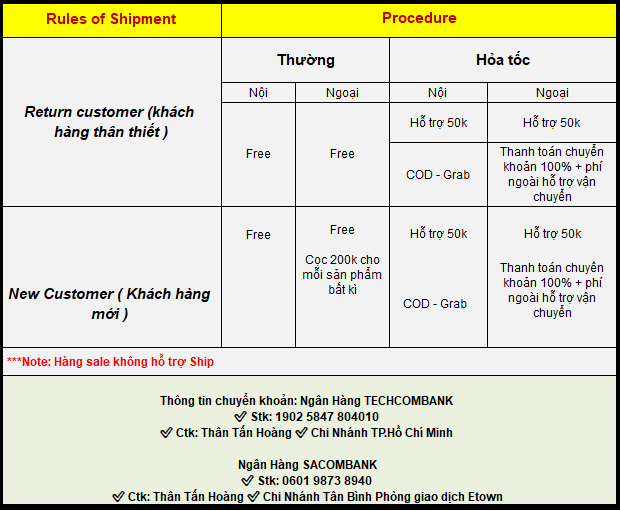 Rules of Shipment
Procedure
Return customer (khách
hàng thân thiết )
Thường
Hỏa tốc
Nội
Ngoại
Nội
Ngoại
Free
Free
Hỗ trợ 50k
Hỗ trợ 50k
COD - Grab
Thanh toán chuyển
khoản 100% + phí
ngoài hỗ trợ vận
chuyển
New Customer ( Khách hàng
mới )
Free
Free
Cọc 200k cho
mỗi sản phẩm
bất kì
Hỗ trợ 50k
COD - Grab
Hỗ trợ 50k
Thanh toán chuyển
khoản 100% + phí
ngoài hỗ trợ vận
chuyển
***Note: Hàng sale không hỗ trợ Ship
Thông tin chuyển khoản: Ngân Hàng TECHCOMBANK
✔ Stk: 1902 5847 804010
✔ Ctk: Thân Tấn Hoàng ✔ Chi Nhánh TP.Hồ Chí Minh
Ngân Hàng SACOMBANK
✔ Stk: 0601 9873 8940
✔ Ctk: Thân Tấn Hoàng ✔ Chi Nhánh Tân Bình Phòng giao dịch Etown